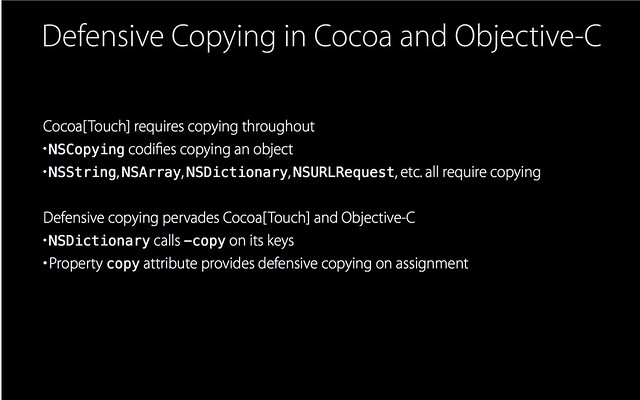 Defensive Copying in Cocoa and Objective-C
Cocoa[Touch] requires copying throughout
•NSCopying codifies copying an object
•NSString, NSArray, NSDictionary, NSURLRequest, etc. all require copying
Defensive copying pervades Cocoa[Touch] and Objective-C
•NSDictionary calls –copy on its keys
•Property copy attribute provides defensive copying on assignment